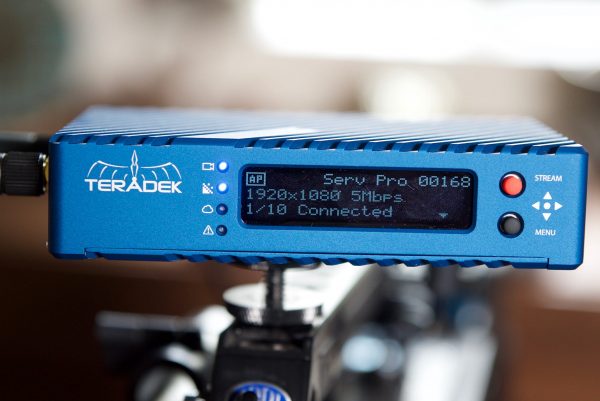 TERADEK
AP Serv Pro 00168
1920x1080 5Mbps
1/10 Connected
STREAM
MENU